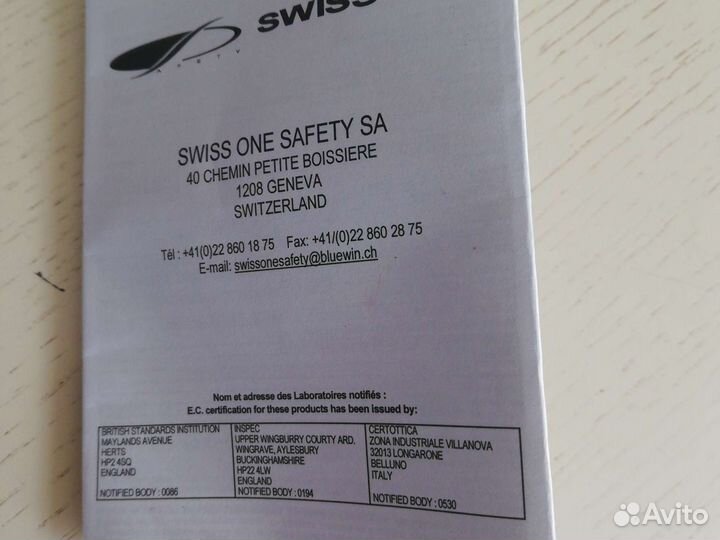 swiss
SAFETY
SWISS ONE SAFETY SA
40 CHEMIN PETITE BOISSIERE
1208 GENEVA
SWITZERLAND
Tél : +41(0)22 860 18 75 Fax: +41/(0)22 860 28 75
E-mail: swissonesafety@bluewin.ch
Nom et adresse des Laboratoires notifiés :
E.C. certification for these products has been issued by:
BRITISH STANDARDS INSTITUTION
MAYLANDS AVENUE
HERTS
HP2 4SQ
ENGLAND
NOTIFIED BODY : 0086
INSPEC
UPPER WINGBURRY COURTY ARD.
WINGRAVE, AYLESBURY
BUCKINGHAMSHIRE
HP22 4LW
ENGLAND
NOTIFIED BODY : 0194
CERTOTTICA
ZONA INDUSTRIALE VILLANOVA
32013 LONGARONE
BELLUNO
ITALY
NOTIFIED BODY : 0530
Avito